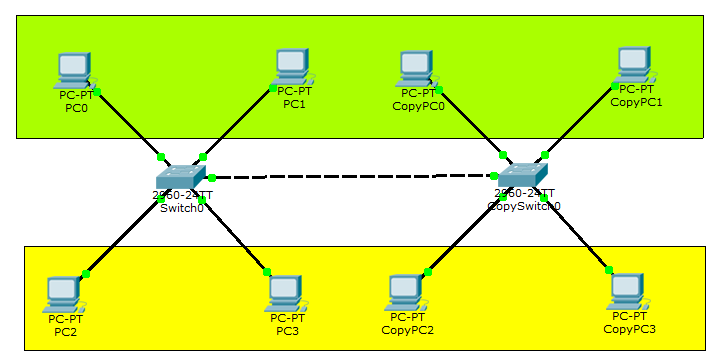 PC-PT
PC0
PC-PT
PC1
PC-PT
CopyPC0
PC-PT
CopyPC1
2960-24TT
Switch0
2960-24TT
CopySwitch0
PC-PT
PC2
PC-PT
PC3
PC-PT
CopyPC2
PC-PT
CopyPC3